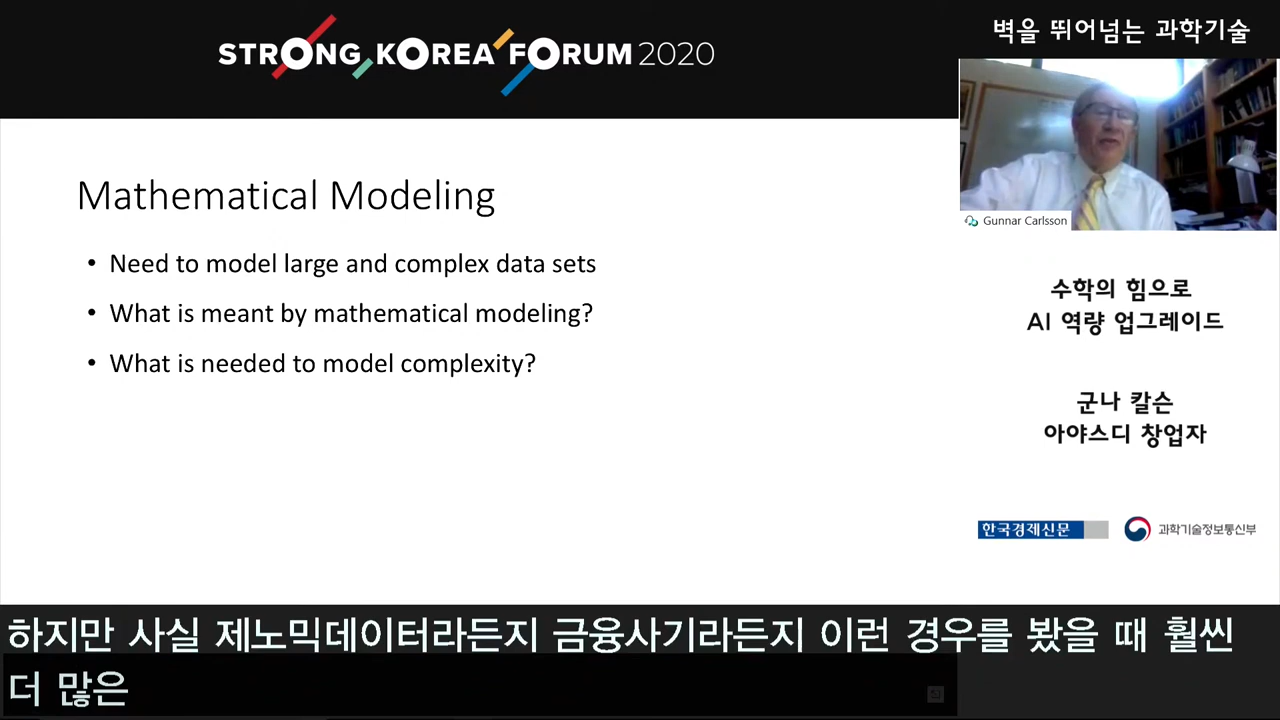 STRONG KOREA FORUM 2020
벽을 뛰어넘는 과학기술
Mathematical Modeling
• Need to model large and complex data sets
• What is meant by mathematical modeling?
• What is needed to model complexity?
Gunnar Carlsson
수학의 힘으로
AI 역량 업그레이드
군나 칼슨
아야스디 창업자
한국경제신문
과학기술정보통신부
하지만 사실 제노믹데이터라든지 금융사기라든지 이런 경우를 봤을 때 훨씬
더 많은